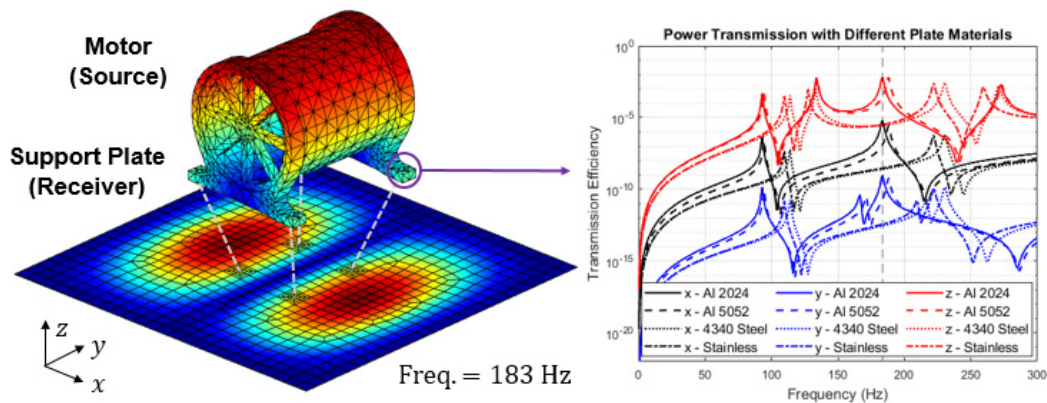 Motor
(Source)
Support Plate
(Receiver)
z
y
x
Freq. = 183 Hz
Power Transmission with Different Plate Materials
Transmission Efficiency
10^0
10^-5
10^-10
10^-15
10^-20
x - Al 2024
x - Al 5052
x - 4340 Steel
x - Stainless
y - Al 2024
y - Al 5052
y - 4340 Steel
y - Stainless
z - Al 2024
z - Al 5052
z - 4340 Steel
z - Stainless
0 50 100 150 200 250 300
Frequency (Hz)